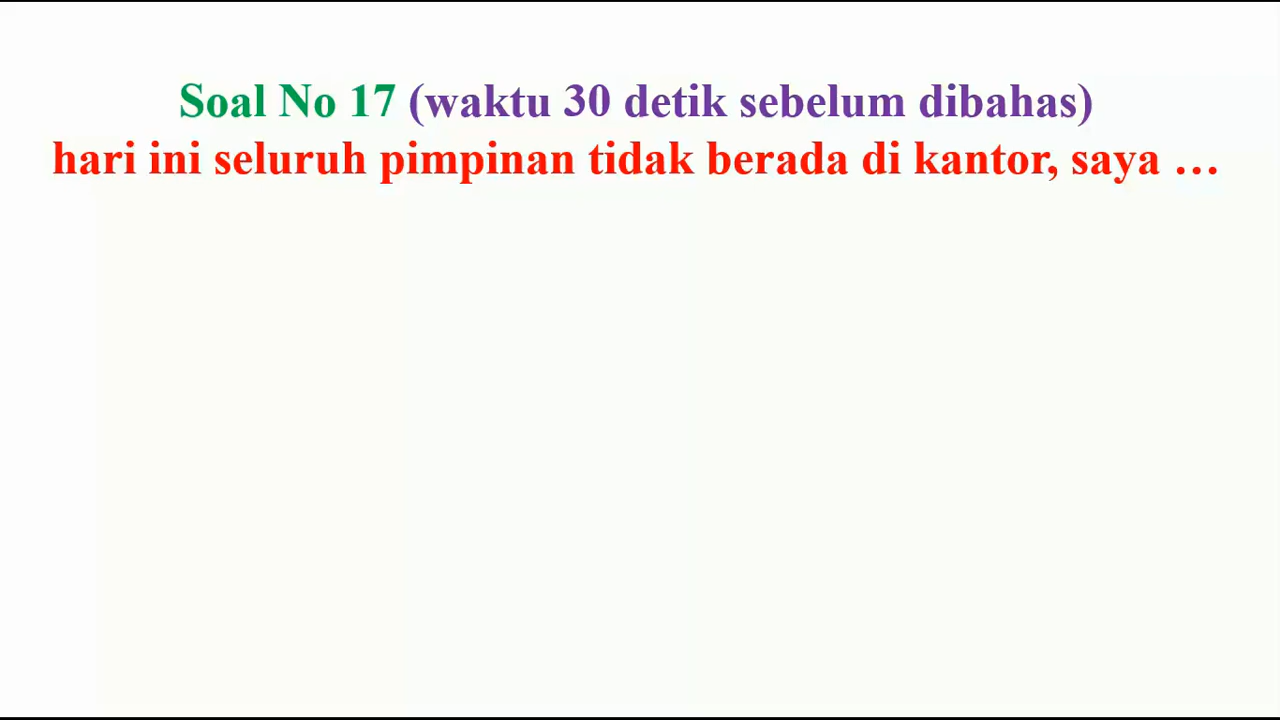 Soal No 17 (waktu 30 detik sebelum dibahas)
hari ini seluruh pimpinan tidak berada di kantor, saya …